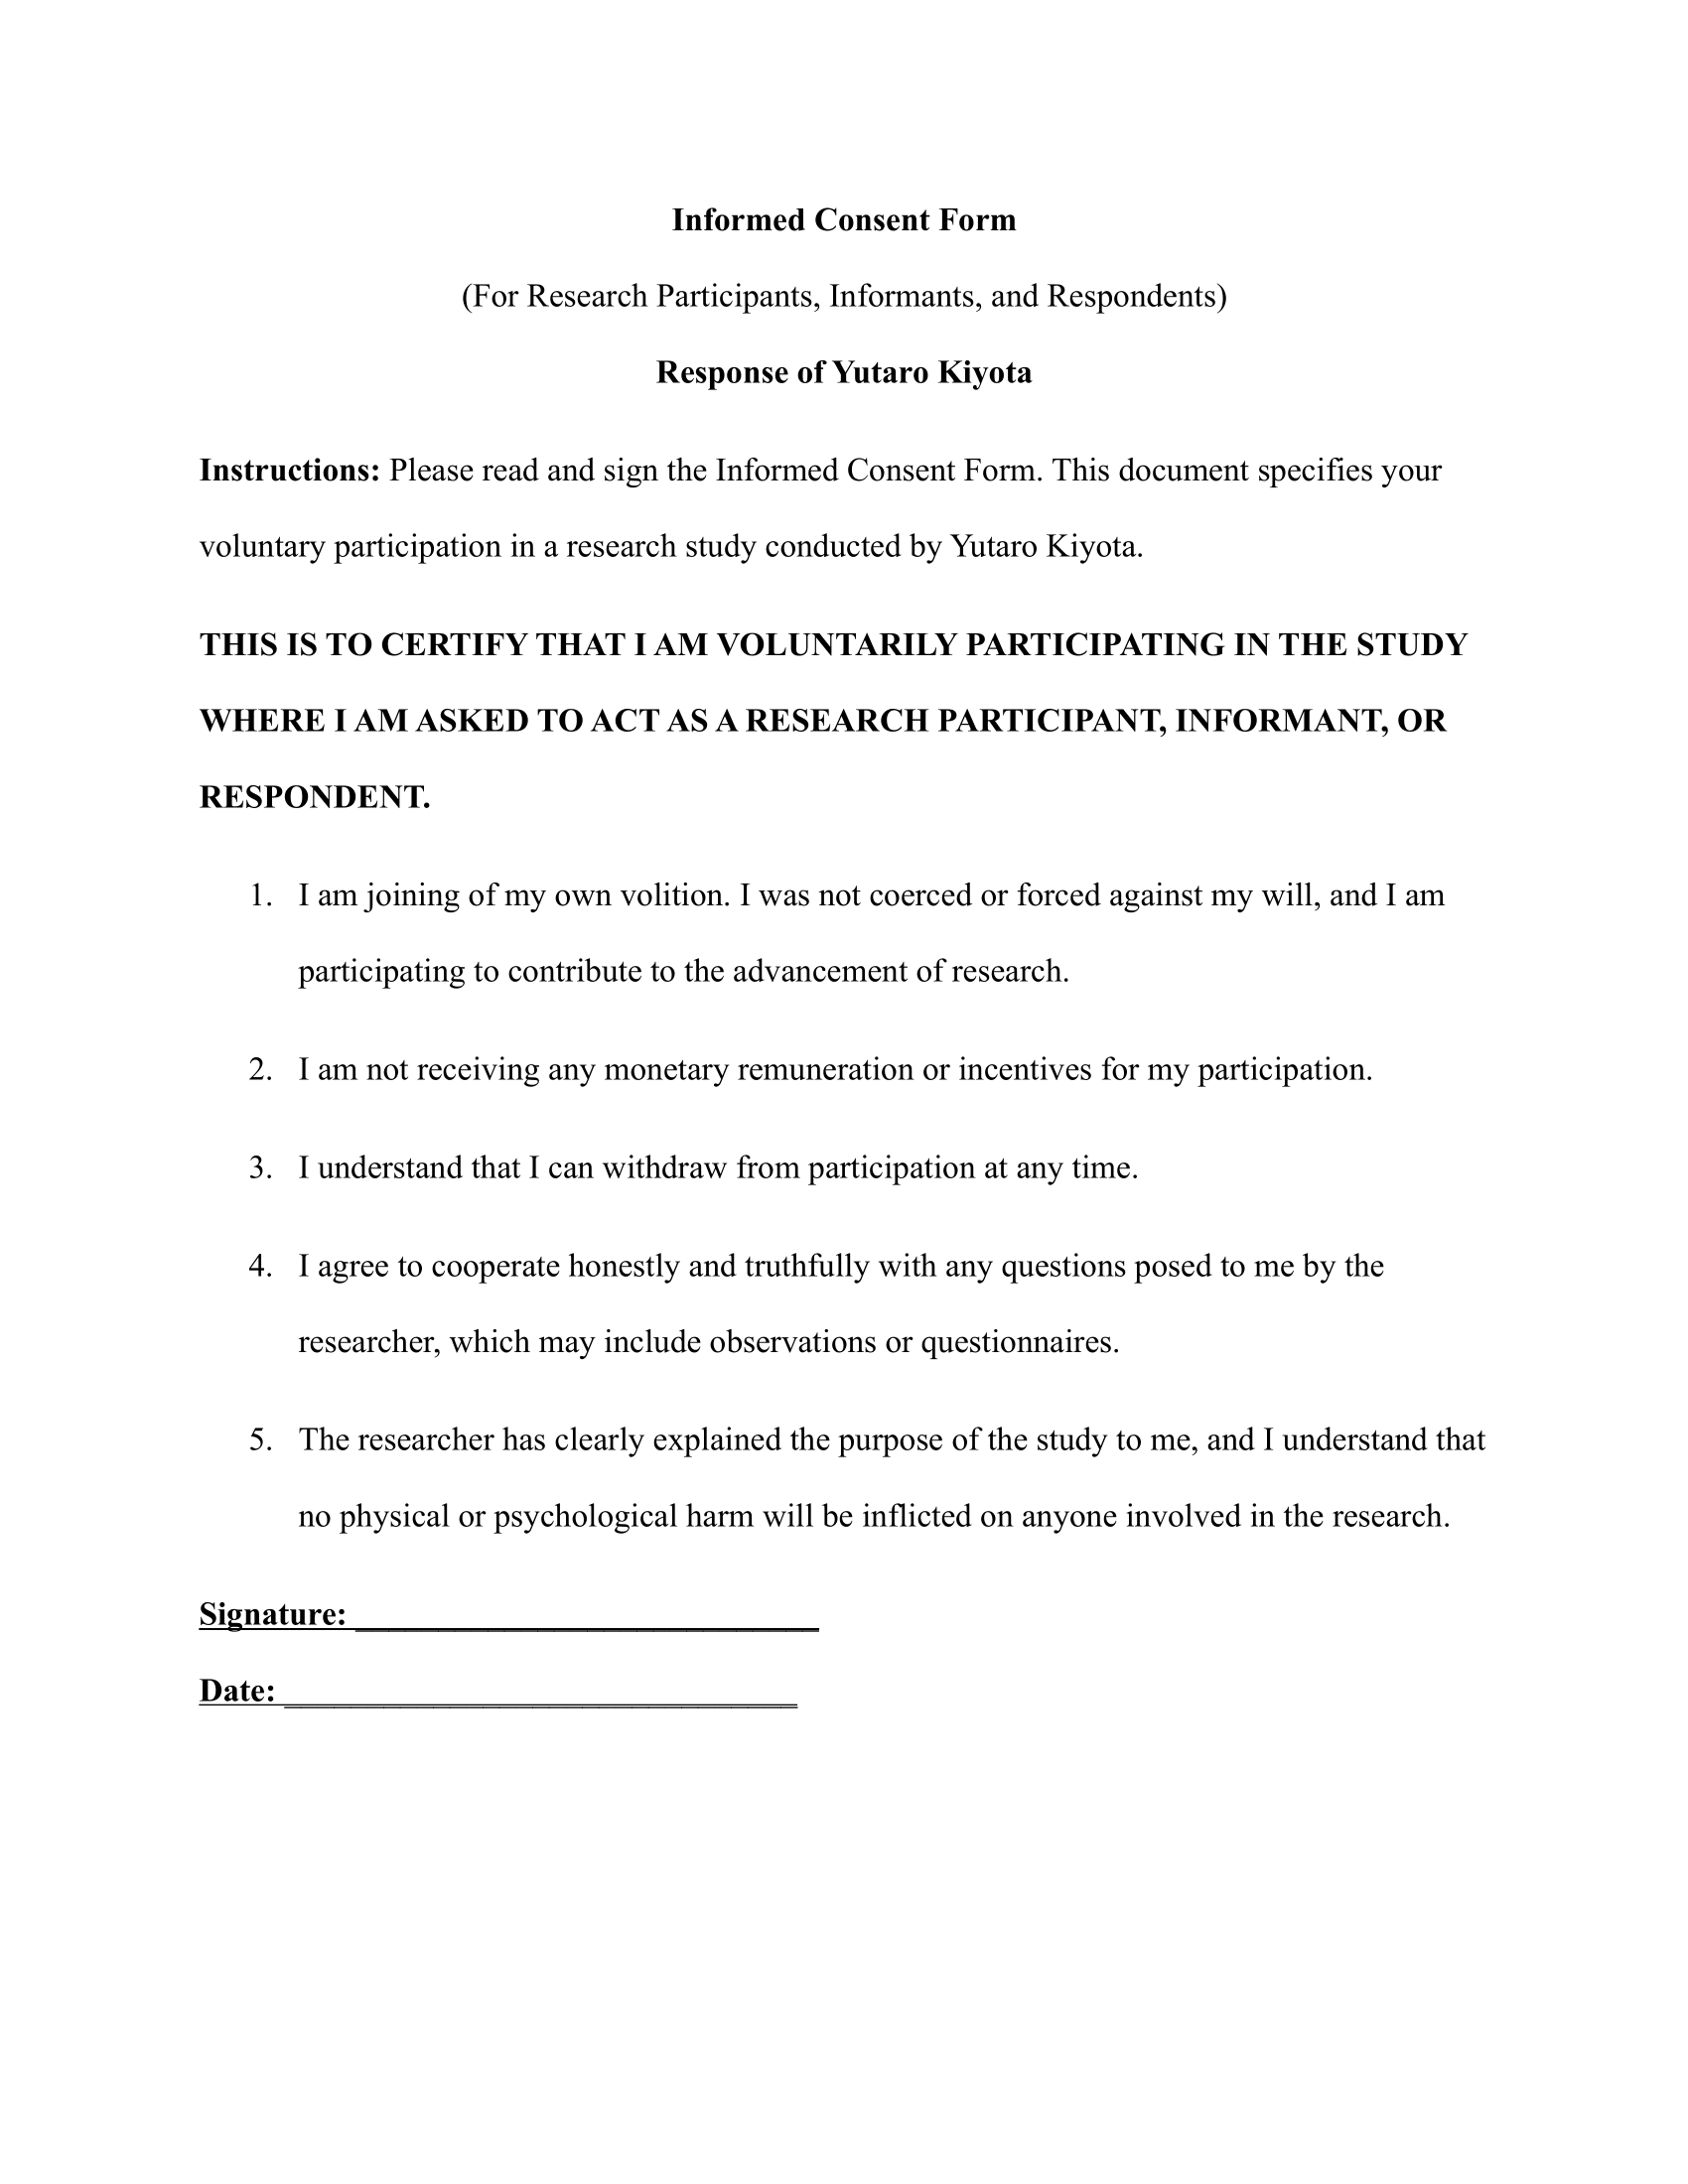 Informed Consent Form
(For Research Participants, Informants, and Respondents)
Response of Yutaro Kiyota
Instructions: Please read and sign the Informed Consent Form. This document specifies your
voluntary participation in a research study conducted by Yutaro Kiyota.
THIS IS TO CERTIFY THAT I AM VOLUNTARILY PARTICIPATING IN THE STUDY
WHERE I AM ASKED TO ACT AS A RESEARCH PARTICIPANT, INFORMANT, OR
RESPONDENT.
1. I am joining of my own volition. I was not coerced or forced against my will, and I am
participating to contribute to the advancement of research.
2. I am not receiving any monetary remuneration or incentives for my participation.
3. I understand that I can withdraw from participation at any time.
4. I agree to cooperate honestly and truthfully with any questions posed to me by the
researcher, which may include observations or questionnaires.
5. The researcher has clearly explained the purpose of the study to me, and I understand that
no physical or psychological harm will be inflicted on anyone involved in the research.
Signature: ____________________________
Date: _______________________________